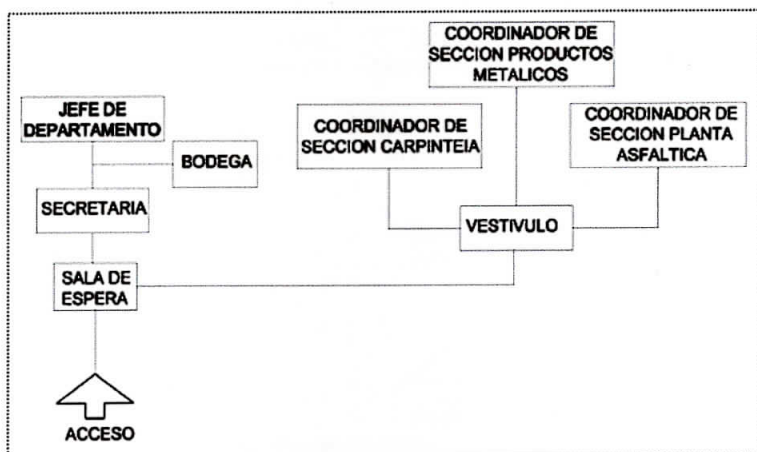 COORDINADOR DE
SECCION PRODUCTOS
METALICOS
JEFE DE
DEPARTAMENTO
COORDINADOR DE
SECCION CARPINTEIA
COORDINADOR DE
SECCION PLANTA
ASFALTICA
BODEGA
SECRETARIA
VESTIVULO
SALA DE
ESPERA
ACCESO